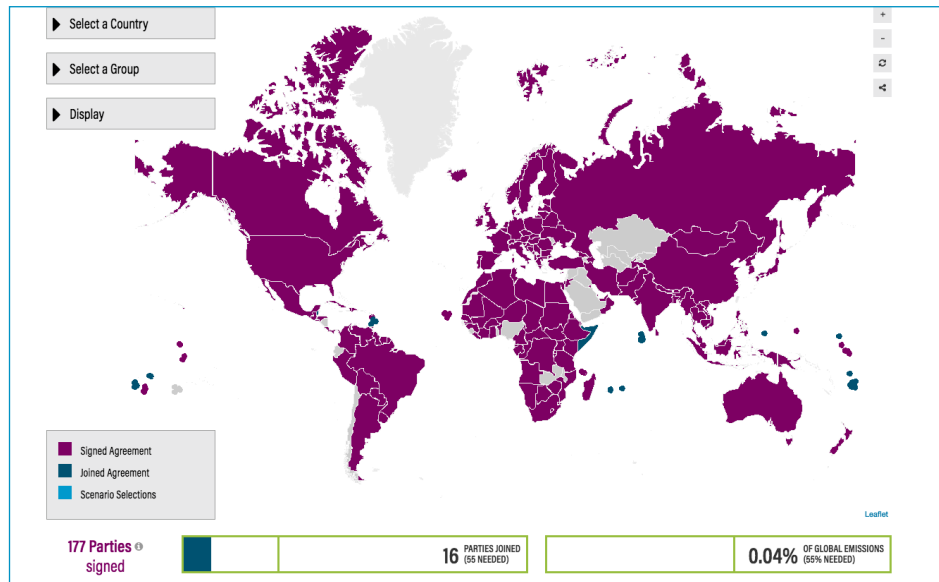 Select a Country
Select a Group
Display
+
−
Signed Agreement
Joined Agreement
Scenario Selections
Leaflet
177 Parties i
signed
16 PARTIES JOINED
(55 NEEDED)
0.04% OF GLOBAL EMISSIONS
(55% NEEDED)